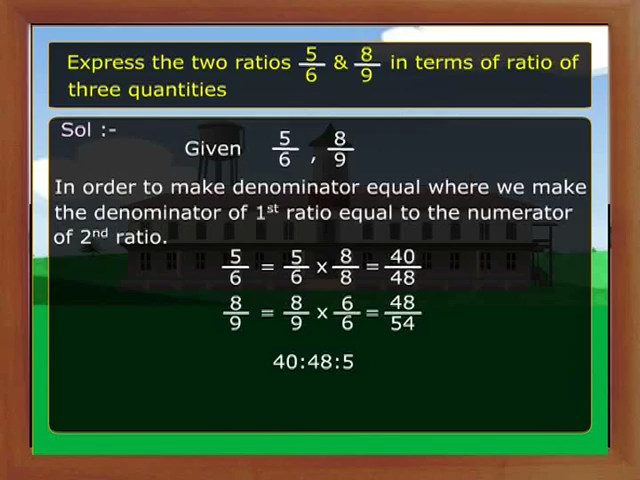 Express the two ratios 5/6 & 8/9 in terms of ratio of
three quantities
Sol :-
Given 5/6 , 8/9
In order to make denominator equal where we make
the denominator of 1st ratio equal to the numerator
of 2nd ratio.
5/6 = 5/6 x 8/8 = 40/48
8/9 = 8/9 x 6/6 = 48/54
40:48:5